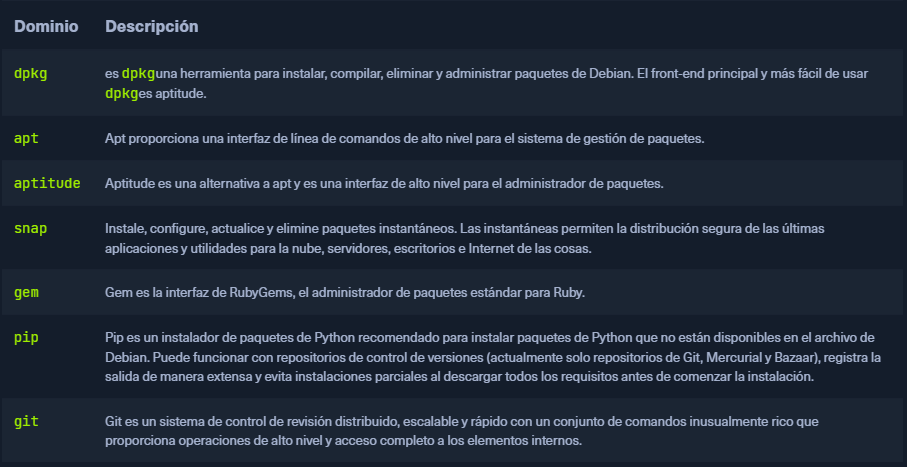 Dominio Descripción
dpkg es dpkguna herramienta para instalar, compilar, eliminar y administrar paquetes de Debian. El front-end principal y más fácil de usar
dpkges aptitude.
apt Apt proporciona una interfaz de línea de comandos de alto nivel para el sistema de gestión de paquetes.
aptitude Aptitude es una alternativa a apt y es una interfaz de alto nivel para el administrador de paquetes.
snap Instale, configure, actualice y elimine paquetes instantáneos. Las instantáneas permiten la distribución segura de las últimas
aplicaciones y utilidades para la nube, servidores, escritorios e Internet de las cosas.
gem Gem es la interfaz de RubyGems, el administrador de paquetes estándar para Ruby.
pip Pip es un instalador de paquetes de Python recomendado para instalar paquetes de Python que no están disponibles en el archivo de
Debian. Puede funcionar con repositorios de control de versiones (actualmente solo repositorios de Git, Mercurial y Bazaar), registra la
salida de manera extensa y evita instalaciones parciales al descargar todos los requisitos antes de comenzar la instalación.
git Git es un sistema de control de revisión distribuido, escalable y rápido con un conjunto de comandos inusualmente rico que
proporciona operaciones de alto nivel y acceso completo a los elementos internos.